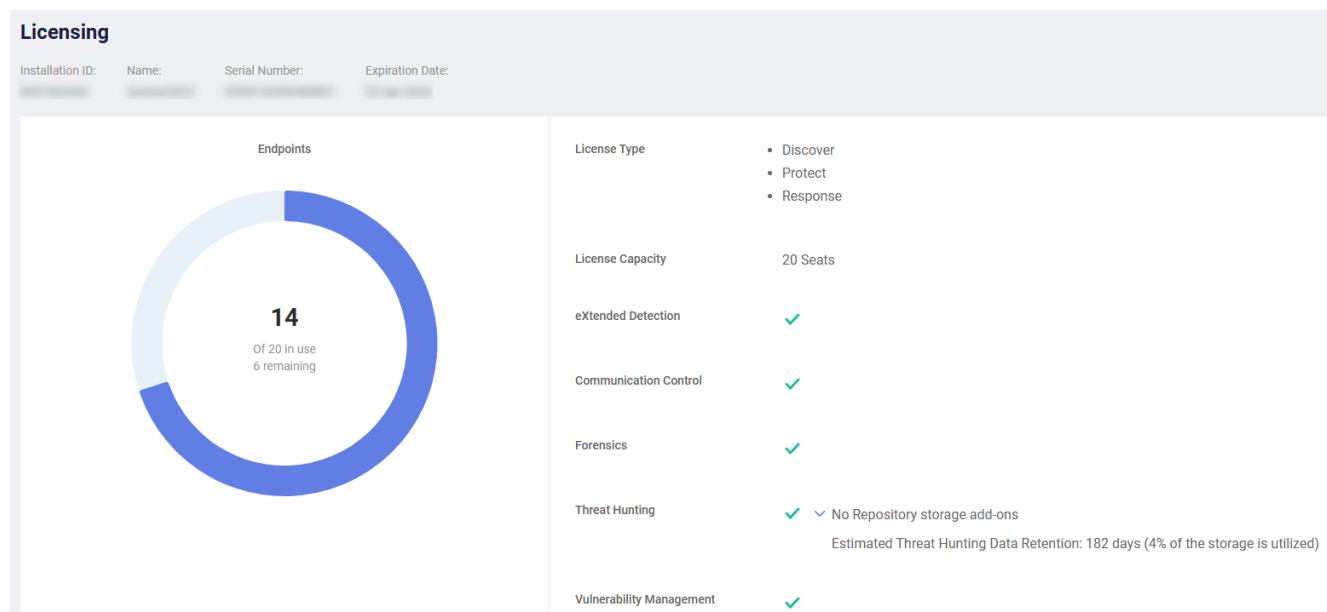 Licensing
Installation ID: Name: Serial Number: Expiration Date:
Endpoints
14
Of 20 in use
6 remaining
License Type
Discover
Protect
Response
License Capacity 20 Seats
eXtended Detection
Communication Control
Forensics
Threat Hunting No Repository storage add-ons
Estimated Threat Hunting Data Retention: 182 days (4% of the storage is utilized)
Vulnerability Management